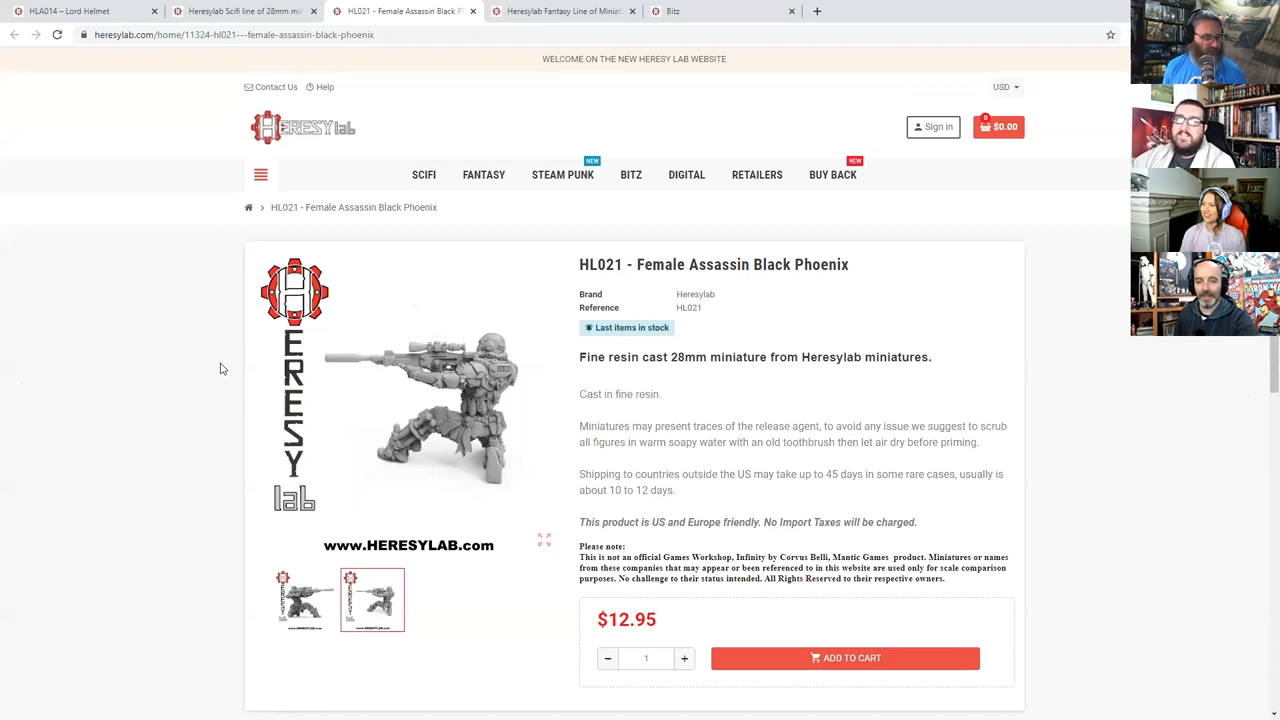 HLA014 – Lord Helmet
Heresylab Scifi line of 28mm mi
HL021 - Female Assassin Black P
Heresylab Fantasy Line of Miniat
Bitz
heresylab.com/home/11324-hl021---female-assassin-black-phoenix
WELCOME ON THE NEW HERESY LAB WEBSITE
Contact Us
Help
USD
HERESY lab
Sign in
0
$0.00
NEW
NEW
SCIFI
FANTASY
STEAM PUNK
BITZ
DIGITAL
RETAILERS
BUY BACK
HL021 - Female Assassin Black Phoenix
HL021 - Female Assassin Black Phoenix
Brand Heresylab
Reference HL021
Last items in stock
Fine resin cast 28mm miniature from Heresylab miniatures.
Cast in fine resin.
Miniatures may present traces of the release agent, to avoid any issue we suggest to scrub
all figures in warm soapy water with an old toothbrush then let air dry before priming.
Shipping to countries outside the US may take up to 45 days in some rare cases, usually is
about 10 to 12 days.
This product is US and Europe friendly. No Import Taxes will be charged.
Please note:
This is not an official Games Workshop, Infinity by Corvus Belli, Mantic Games product. Miniatures or names
from these companies that may appear or been referenced to in this website are used only for scale comparison
purposes. No challenge to their status intended. All Rights Reserved to their respective owners.
$12.95
1
ADD TO CART
HERESY
lab
www.HERESYLAB.com